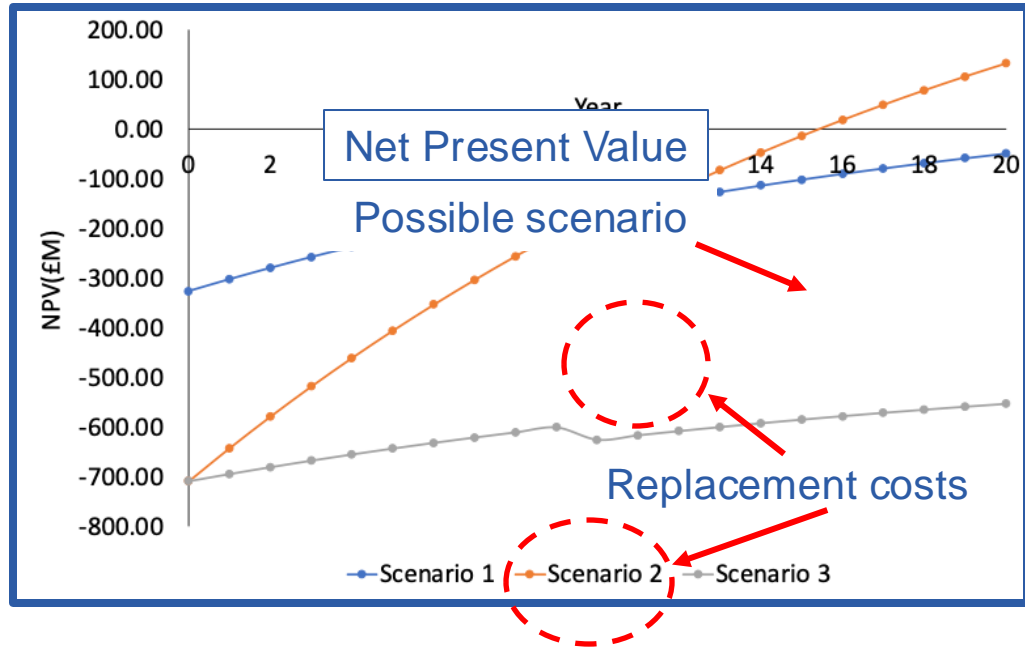 200.00
100.00
0.00
-100.00
-200.00
-300.00
-400.00
-500.00
-600.00
-700.00
-800.00
NPV(£M)
Year
0 2 14 16 18 20
Net Present Value
Possible scenario
Replacement costs
Scenario 1 Scenario 2 Scenario 3